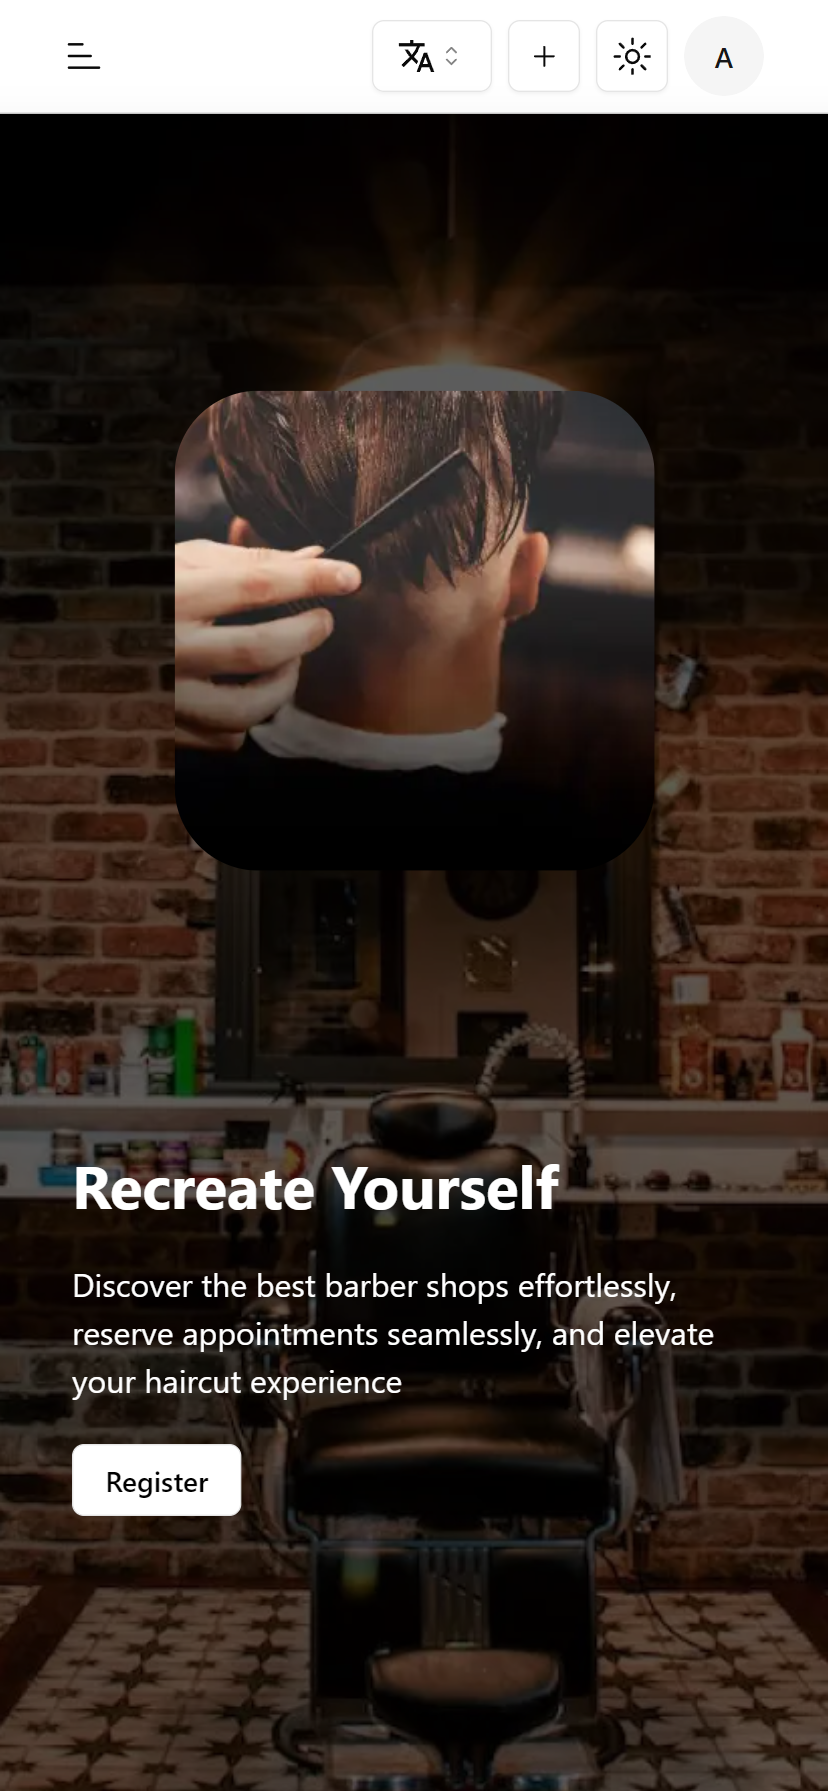 A
Recreate Yourself
Discover the best barber shops effortlessly,
reserve appointments seamlessly, and elevate
your haircut experience
Register